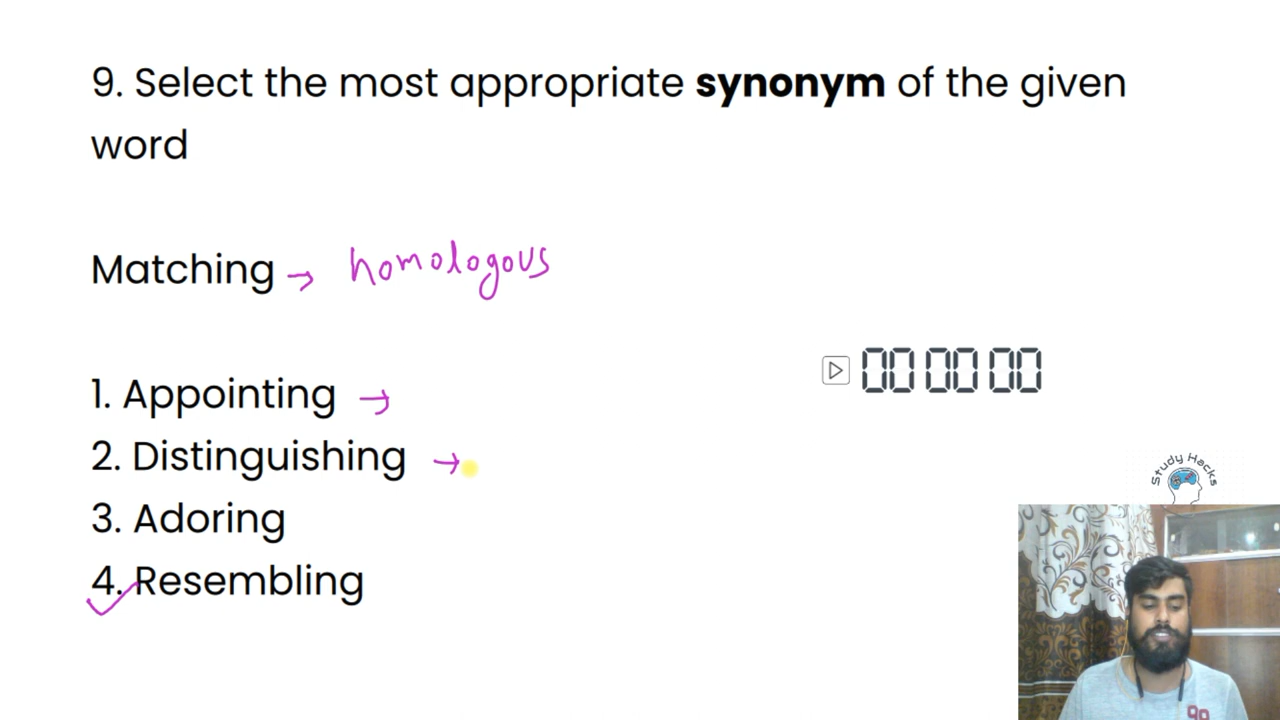 9. Select the most appropriate synonym of the given
word
Matching → homologous
1. Appointing →
2. Distinguishing →
3. Adoring
4. Resembling
00 00 00
Study Hacks
99